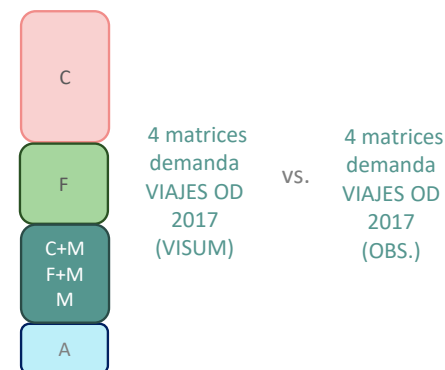 C
F
C+M
F+M
M
A
4 matrices
demanda
VIAJES OD
2017
(VISUM)
vs.
4 matrices
demanda
VIAJES OD
2017
(OBS.)